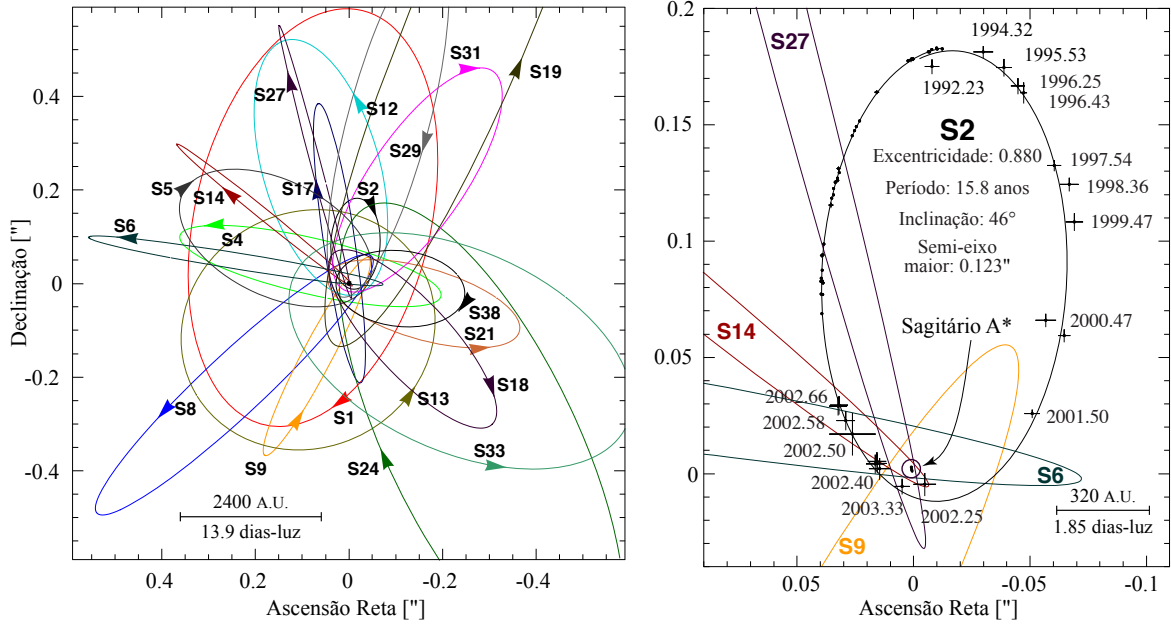 S31
S19
S27
S12
S29
S5
S14
S17
S2
S6
S4
S38
S21
S18
S8
S13
S1
S9
S33
S24
2400 A.U.
13.9 dias-luz
0.4
0.2
0
-0.2
-0.4
Declinação ["]
0.4
0.2
0
-0.2
-0.4
Ascensão Reta ["]
0.2
0.15
0.1
0.05
0
S27
1994.32
1995.53
1992.23
1996.25
1996.43
S2
Excentricidade: 0.880
1997.54
Período: 15.8 anos
1998.36
Inclinação: 46°
1999.47
Semi-eixo
maior: 0.123"
S14
Sagitário A*
2000.47
2002.66
2002.58
2001.50
2002.50
2002.40
S6
2003.33
2002.25
320 A.U.
1.85 dias-luz
S9
0.05
0
-0.05
-0.1
Ascensão Reta ["]